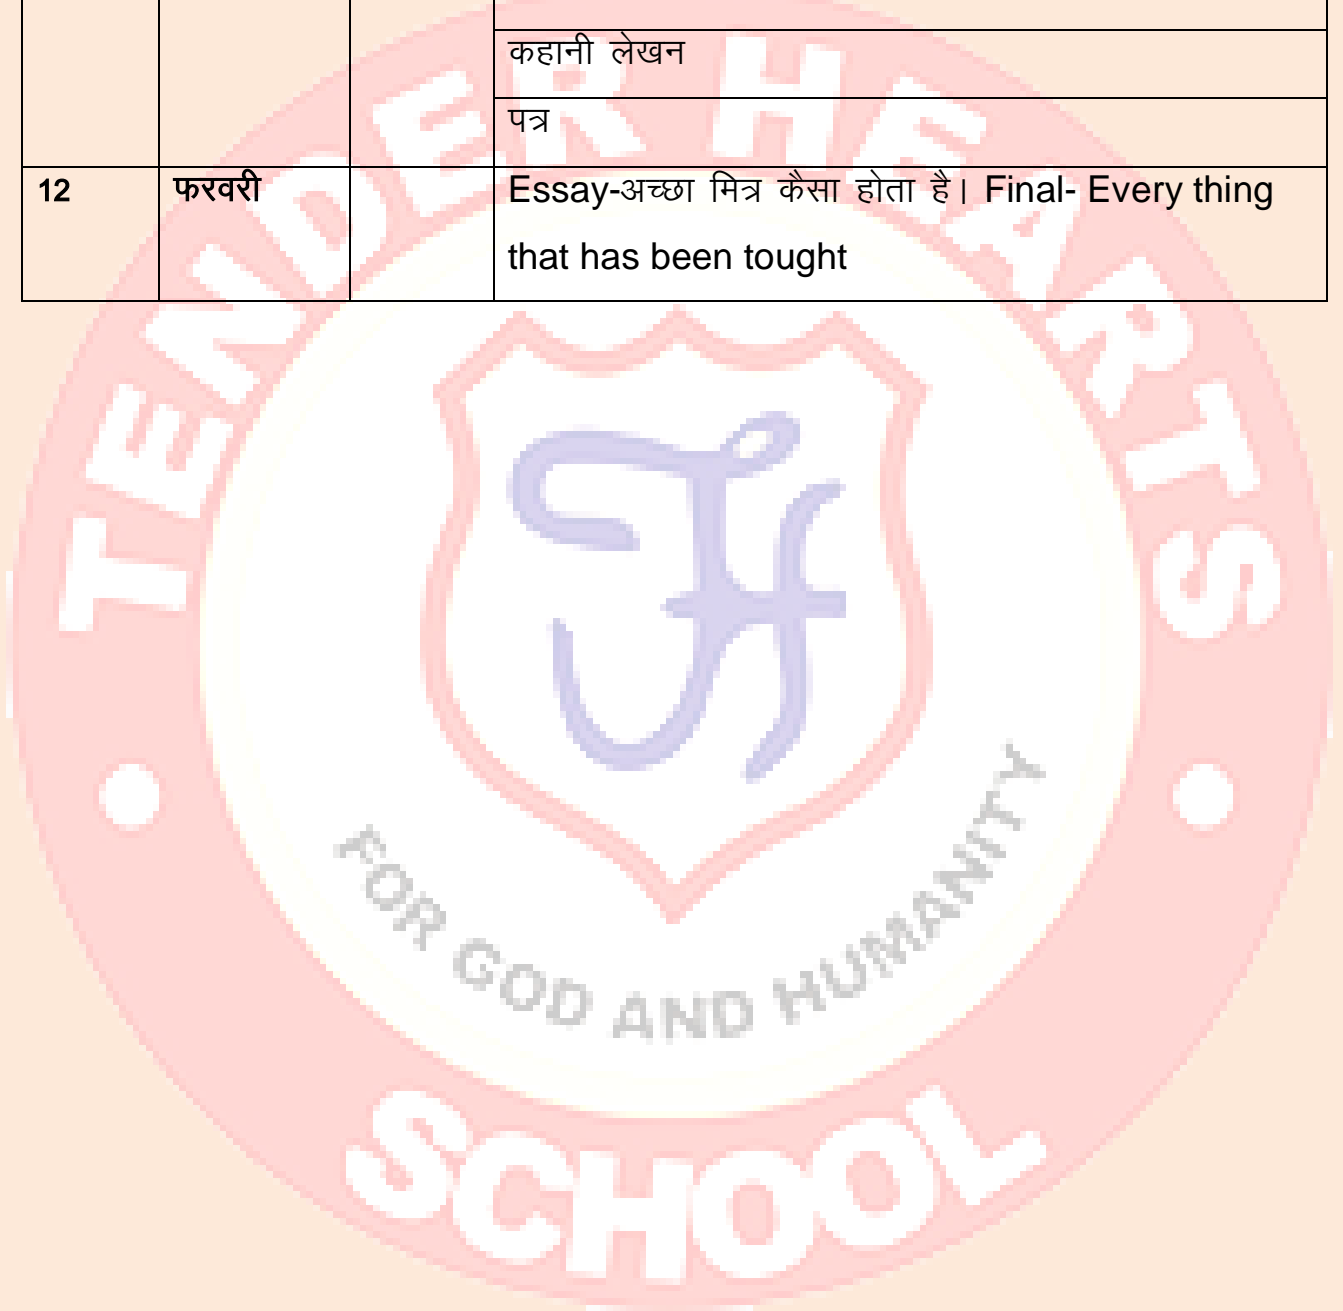 कहानी लेखन
पत्र
12 फरवरी Essay-अच्छा मित्र कैसा होता है। Final- Every thing
that has been tought
TENDER HEARTS
FOR GOD AND HUMANITY
SCHOOL